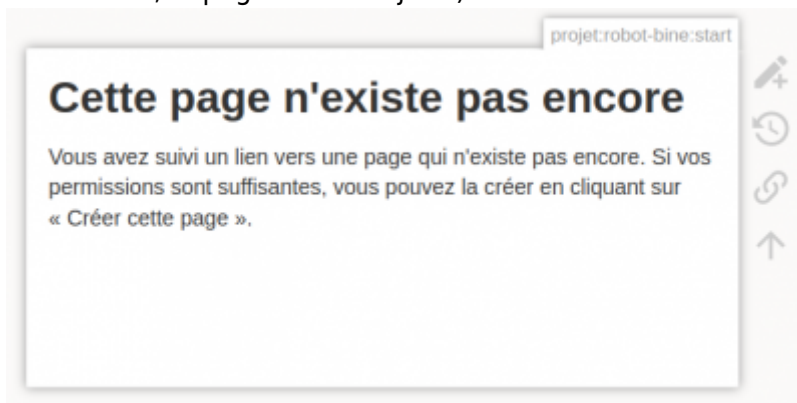 projet:robot-bine:start
Cette page n'existe pas encore
Vous avez suivi un lien vers une page qui n'existe pas encore. Si vos
permissions sont suffisantes, vous pouvez la créer en cliquant sur
« Créer cette page ».